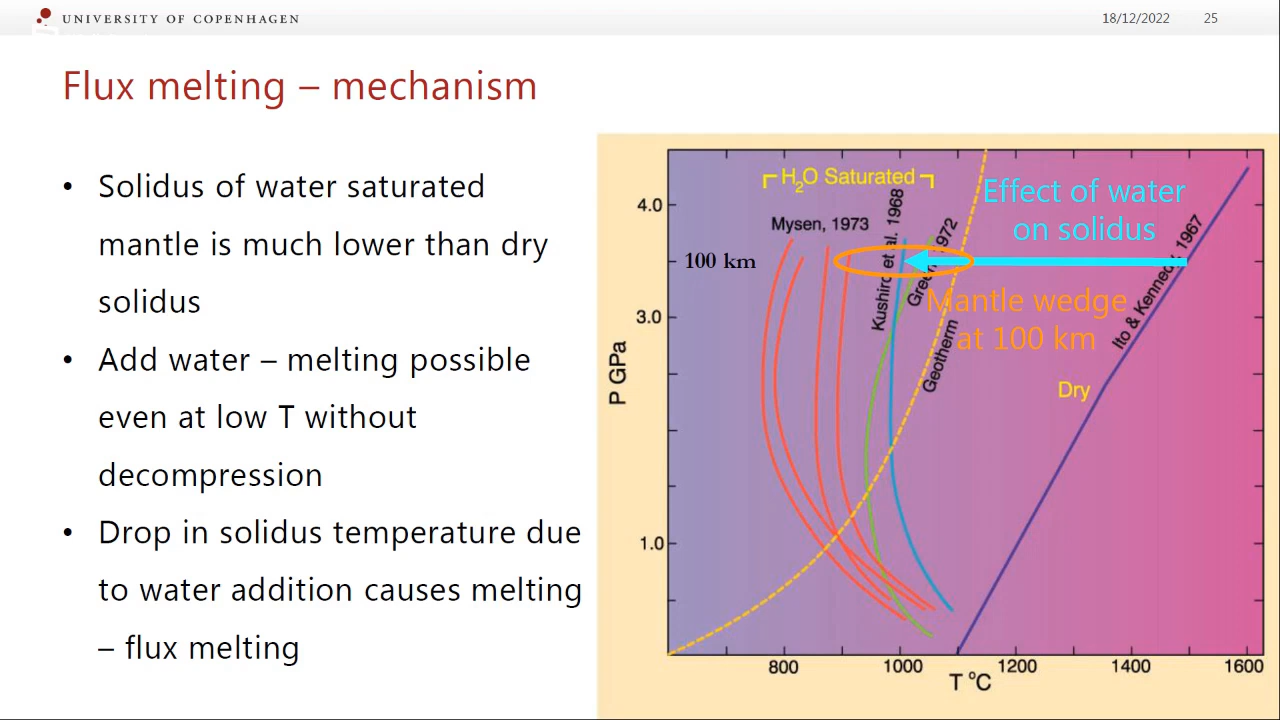 UNIVERSITY OF COPENHAGEN
18/12/2022 25
Flux melting – mechanism
• Solidus of water saturated
mantle is much lower than dry
solidus
• Add water – melting possible
even at low T without
decompression
• Drop in solidus temperature due
to water addition causes melting
– flux melting
H2O Saturated
Mysen, 1973
Kushiro et al. 1968
Green 1972
Geotherm
Ito & Kennedy 1967
Effect of water
on solidus
100 km
Mantle wedge
at 100 km
Dry
4.0
3.0
1.0
P GPa
800 1000 1200 1400 1600
T °C